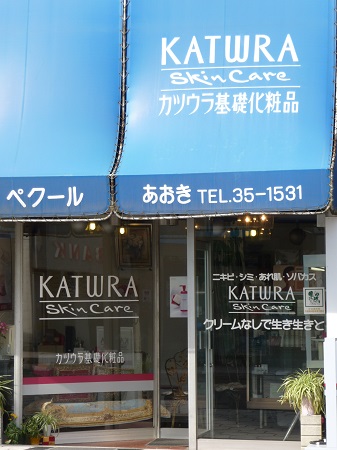 KATWRA
Skin Care
カツウラ基礎化粧品
ペクール
あおき TEL.35-1531
KATWRA
Skin Care
カツウラ基礎化粧品
ニキビ・シミ・あれ肌・ソバカス
KATWRA
Skin Care
クリームなしで生き生きと